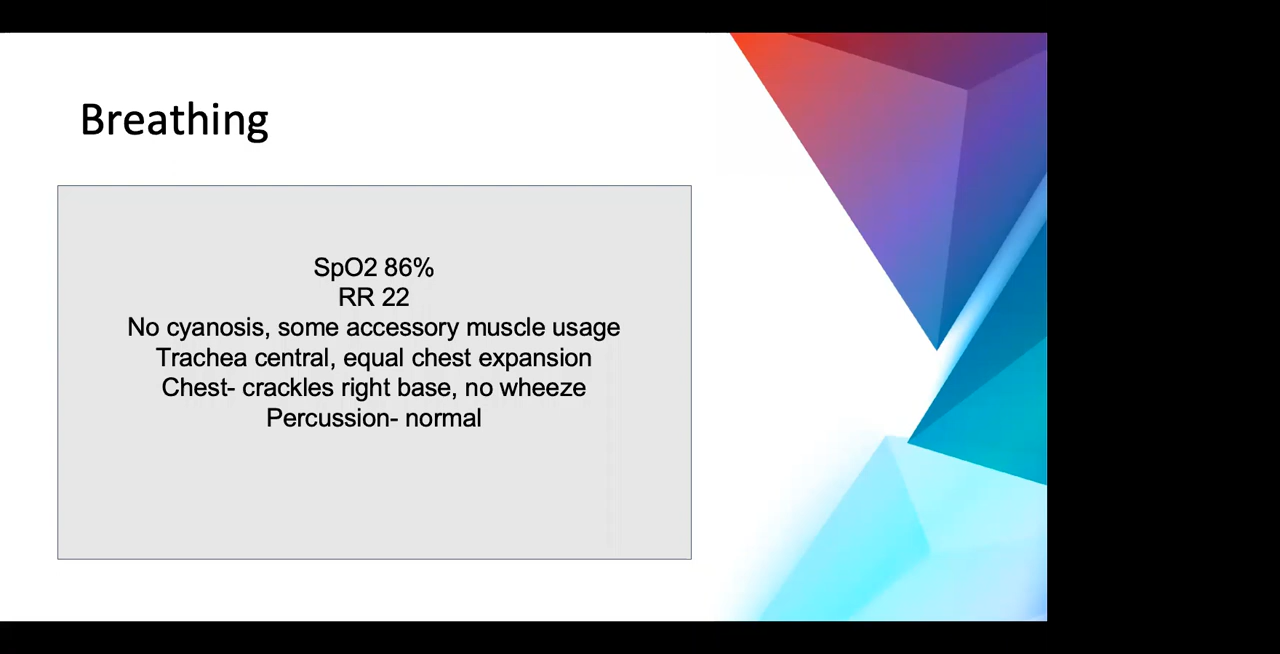 Breathing
SpO2 86%
RR 22
No cyanosis, some accessory muscle usage
Trachea central, equal chest expansion
Chest- crackles right base, no wheeze
Percussion- normal